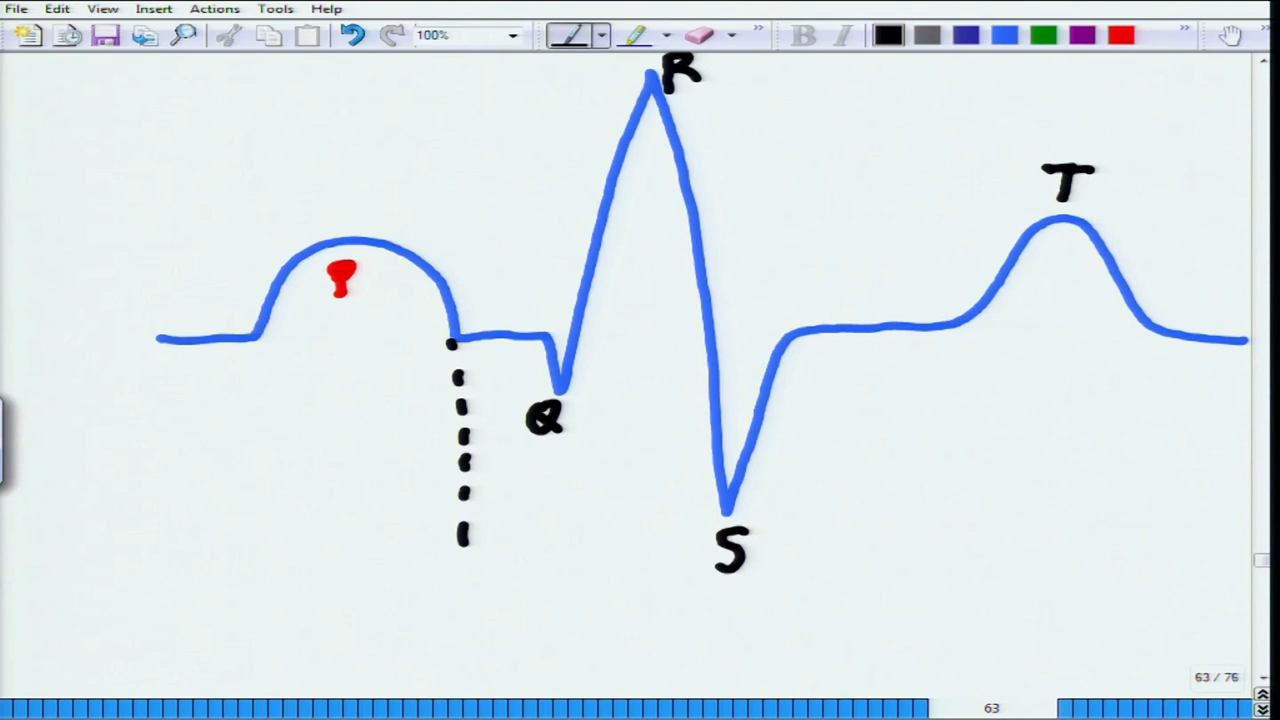 File Edit View Insert Actions Tools Help
100%
B I
R
T
P
Q
S
63 / 76
63